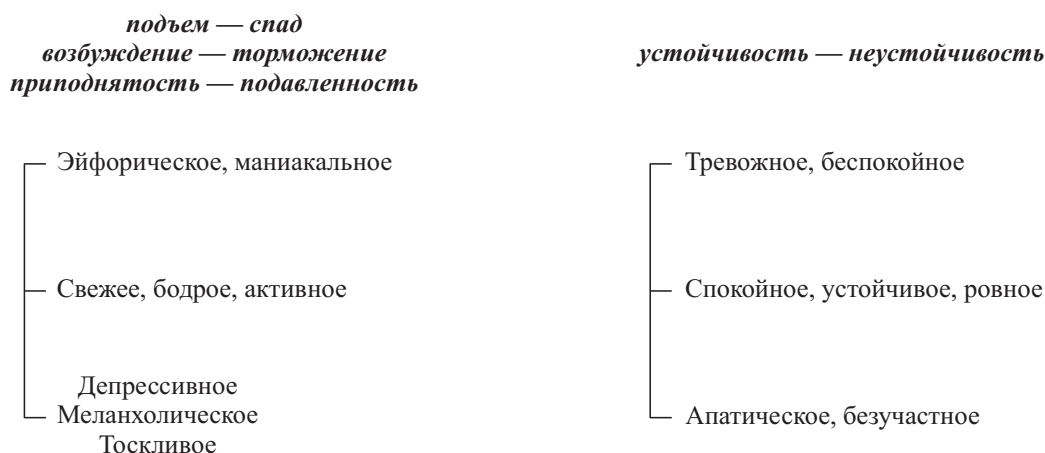 подъем — спад
возбуждение — торможение
приподнятость — подавленность
устойчивость — неустойчивость
Эйфорическое, маниакальное
Свежее, бодрое, активное
Депрессивное
Меланхолическое
Тоскливое
Тревожное, беспокойное
Спокойное, устойчивое, ровное
Апатическое, безучастное